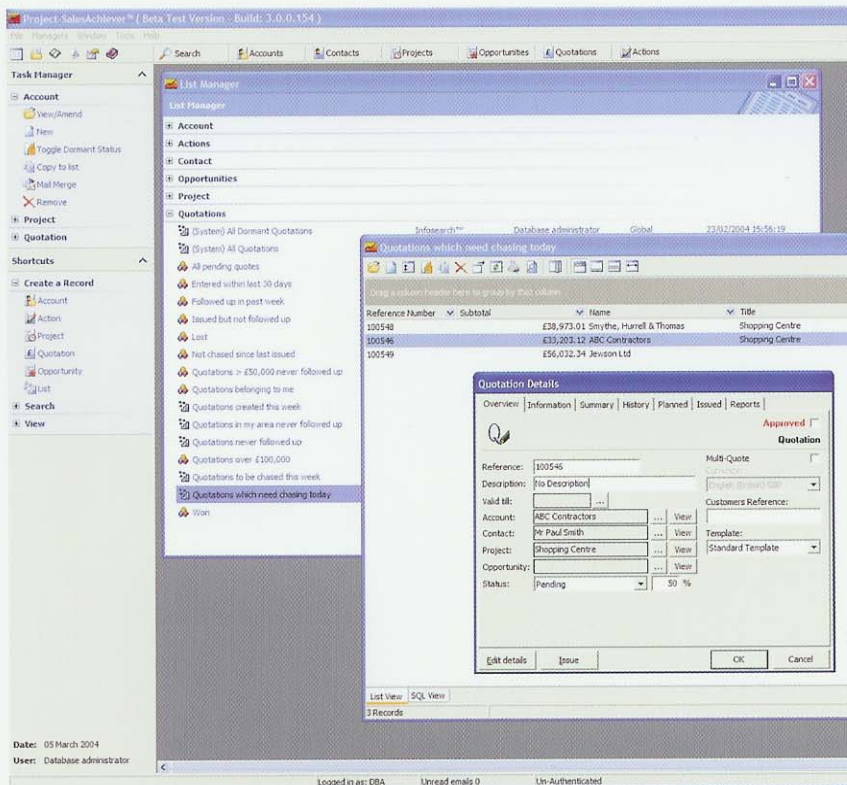 Project SalesAchiever™ ( Beta Test Version - Build: 3.0.0.154 )
File Managers Window Tools Help
Search Accounts Contacts Projects Opportunities Quotations Actions
Task Manager
Account
View/Amend
New
Toggle Dormant Status
Copy to list
Mail Merge
Remove
Project
Quotation
Shortcuts
Create a Record
Account
Action
Project
Quotation
Opportunity
List
Search
View
Date: 05 March 2004
User: Database administrator
List Manager
List Manager
Account
Actions
Contact
Opportunities
Project
Quotations
(System) All Dormant Quotations Infosearch™ Database administrator Global 23/02/2004 15:56:19
(System) All Quotations
All pending quotes
Entered within last 30 days
Followed up in past week
Issued but not followed up
Lost
Not chased since last issued
Quotations > £50,000 never followed up
Quotations belonging to me
Quotations created this week
Quotations in my area never followed up
Quotations never followed up
Quotations over £100,000
Quotations to be chased this week
Quotations which need chasing today
Won
Quotations which need chasing today
Drag a column header here to group by that column
Reference Number Subtotal Name Title
100548 £38,973.01 Smythe, Hurrell & Thomas Shopping Centre
100546 £33,203.12 ABC Contractors Shopping Centre
100549 £56,032.34 Jewson Ltd
Quotation Details
Overview Information Summary History Planned Issued Reports
Approved
Quotation
Reference: 100546 Multi-Quote
Currency:
Description: No Description English (British) GBP
Valid till: ... Customers Reference:
Account: ABC Contractors ... View
Contact: Mr Paul Smith ... View Template:
Project: Shopping Centre ... View Standard Template
Opportunity: ... View
Status: Pending 50 %
Edit details Issue OK Cancel
List View SQL View
3 Records
Logged in as: DBA Unread emails 0 Un-Authenticated